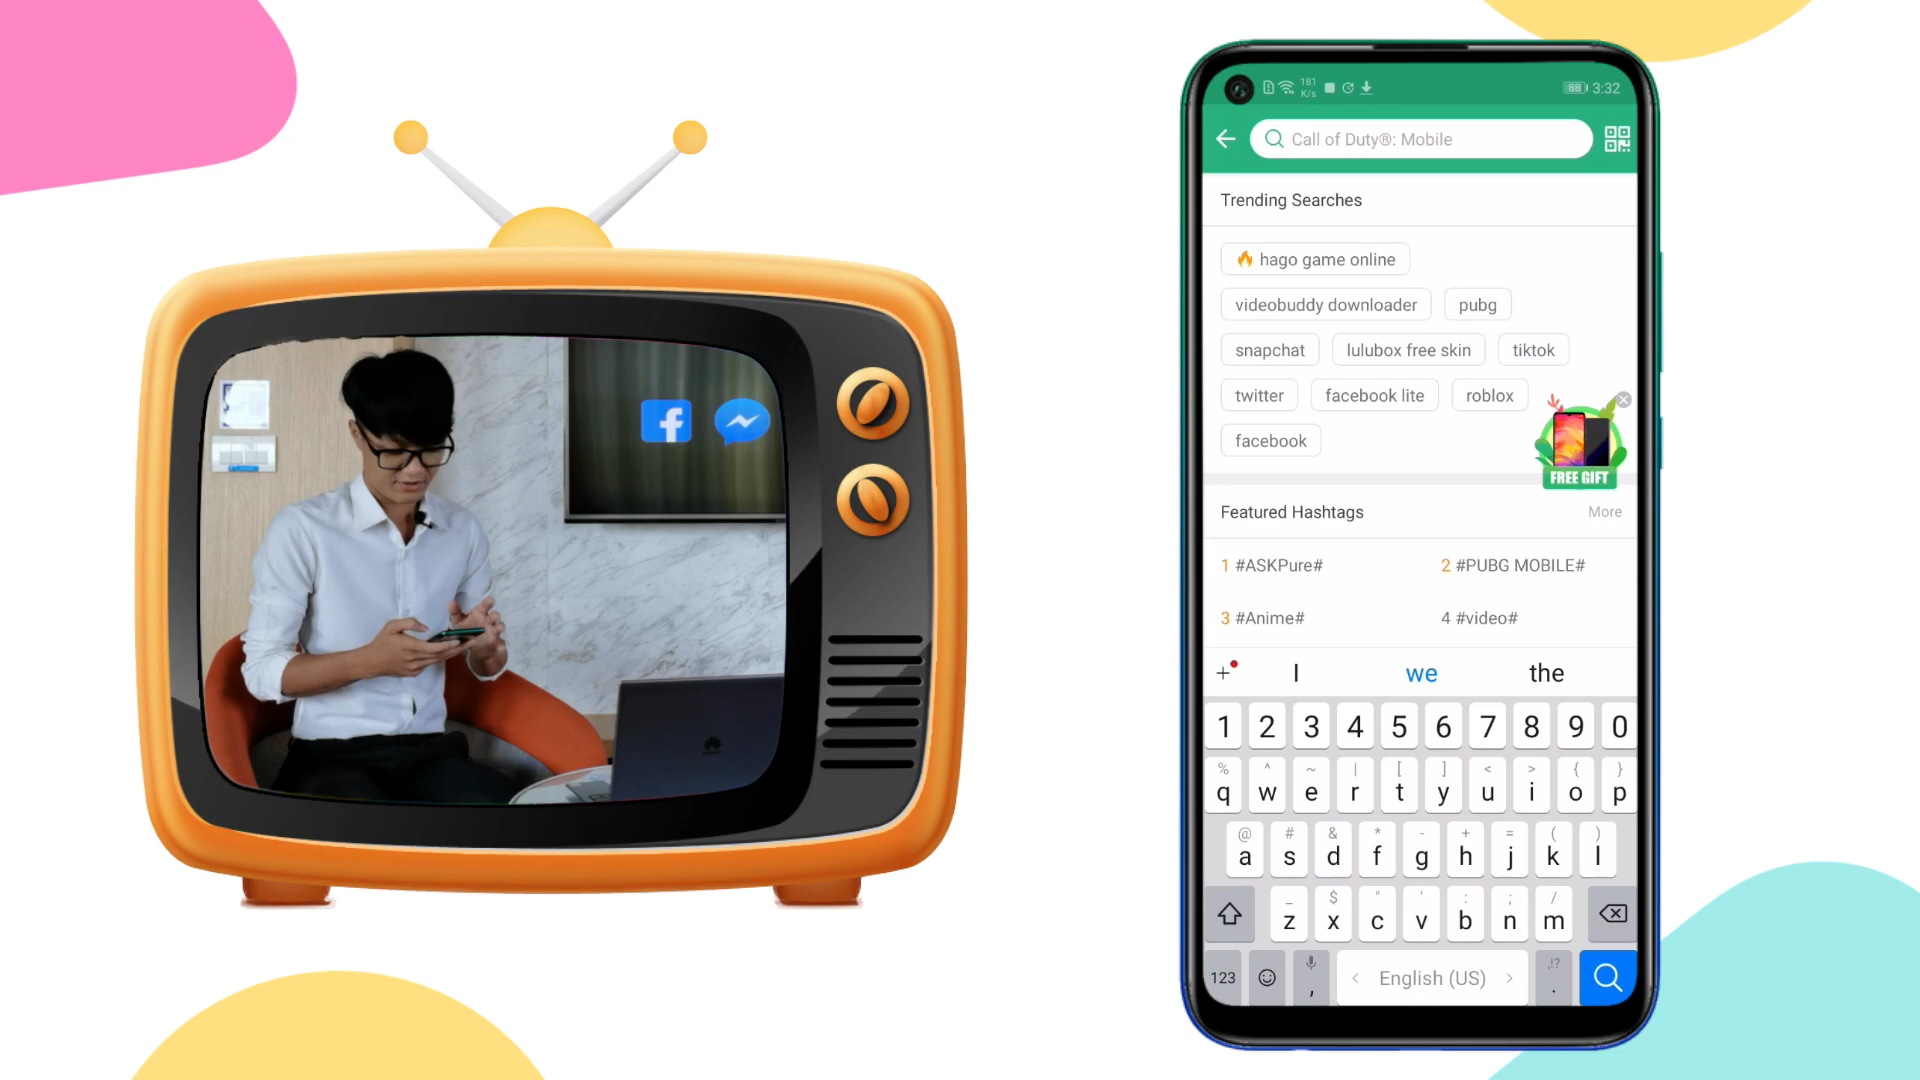 181
K/s
88 3:32
Call of Duty®: Mobile
Trending Searches
hago game online
videobuddy downloader pubg
snapchat lulubox free skin tiktok
twitter facebook lite roblox
facebook
FREE GIFT
Featured Hashtags More
1 #ASKPure# 2 #PUBG MOBILE#
3 #Anime# 4 #video#
+ I we the
1 2 3 4 5 6 7 8 9 0
% ^ ~ | [ ] < > { }
q w e r t y u i o p
@ # & * - + = ( )
a s d f g h j k l
_ $ " ' : ; /
z x c v b n m
,!?
123 , < English (US) > .